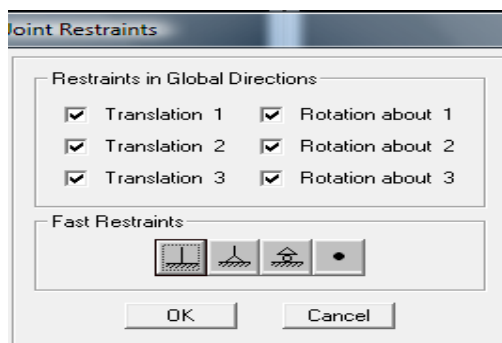 Joint Restraints
Restraints in Global Directions
Translation 1 Rotation about 1
Translation 2 Rotation about 2
Translation 3 Rotation about 3
Fast Restraints
OK Cancel